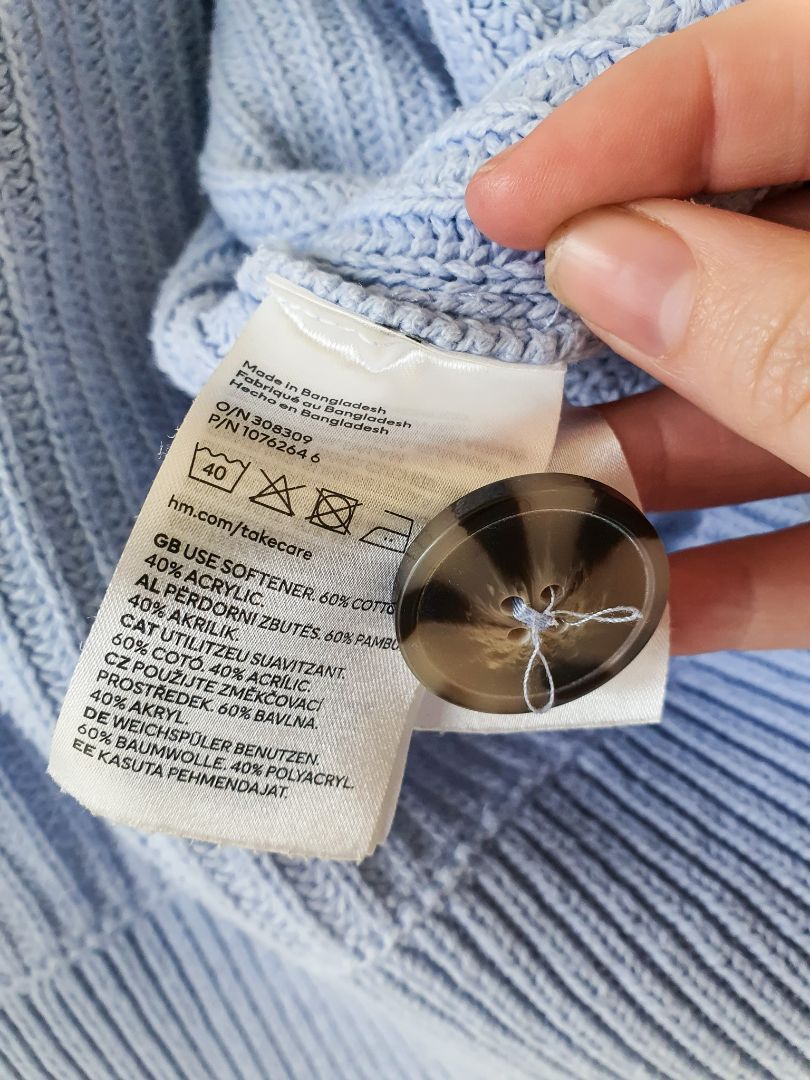 Made in Bangladesh
Fabriqué au Bangladesh
Hecho en Bangladesh
O/N 308309
P/N 1076264 6
40
hm.com/takecare
GB USE SOFTENER. 60% COTTO
40% ACRYLIC.
AL PËRDORNI ZBUTËS. 60% PAMBU
40% AKRILIK.
CAT UTILITZEU SUAVITZANT.
60% COTÓ. 40% ACRÍLIC.
CZ POUŽIJTE ZMĚKČOVACÍ
PROSTŘEDEK. 60% BAVLNA.
40% AKRYL.
DE WEICHSPÜLER BENUTZEN.
60% BAUMWOLLE. 40% POLYACRYL.
EE KASUTA PEHMENDAJAT.